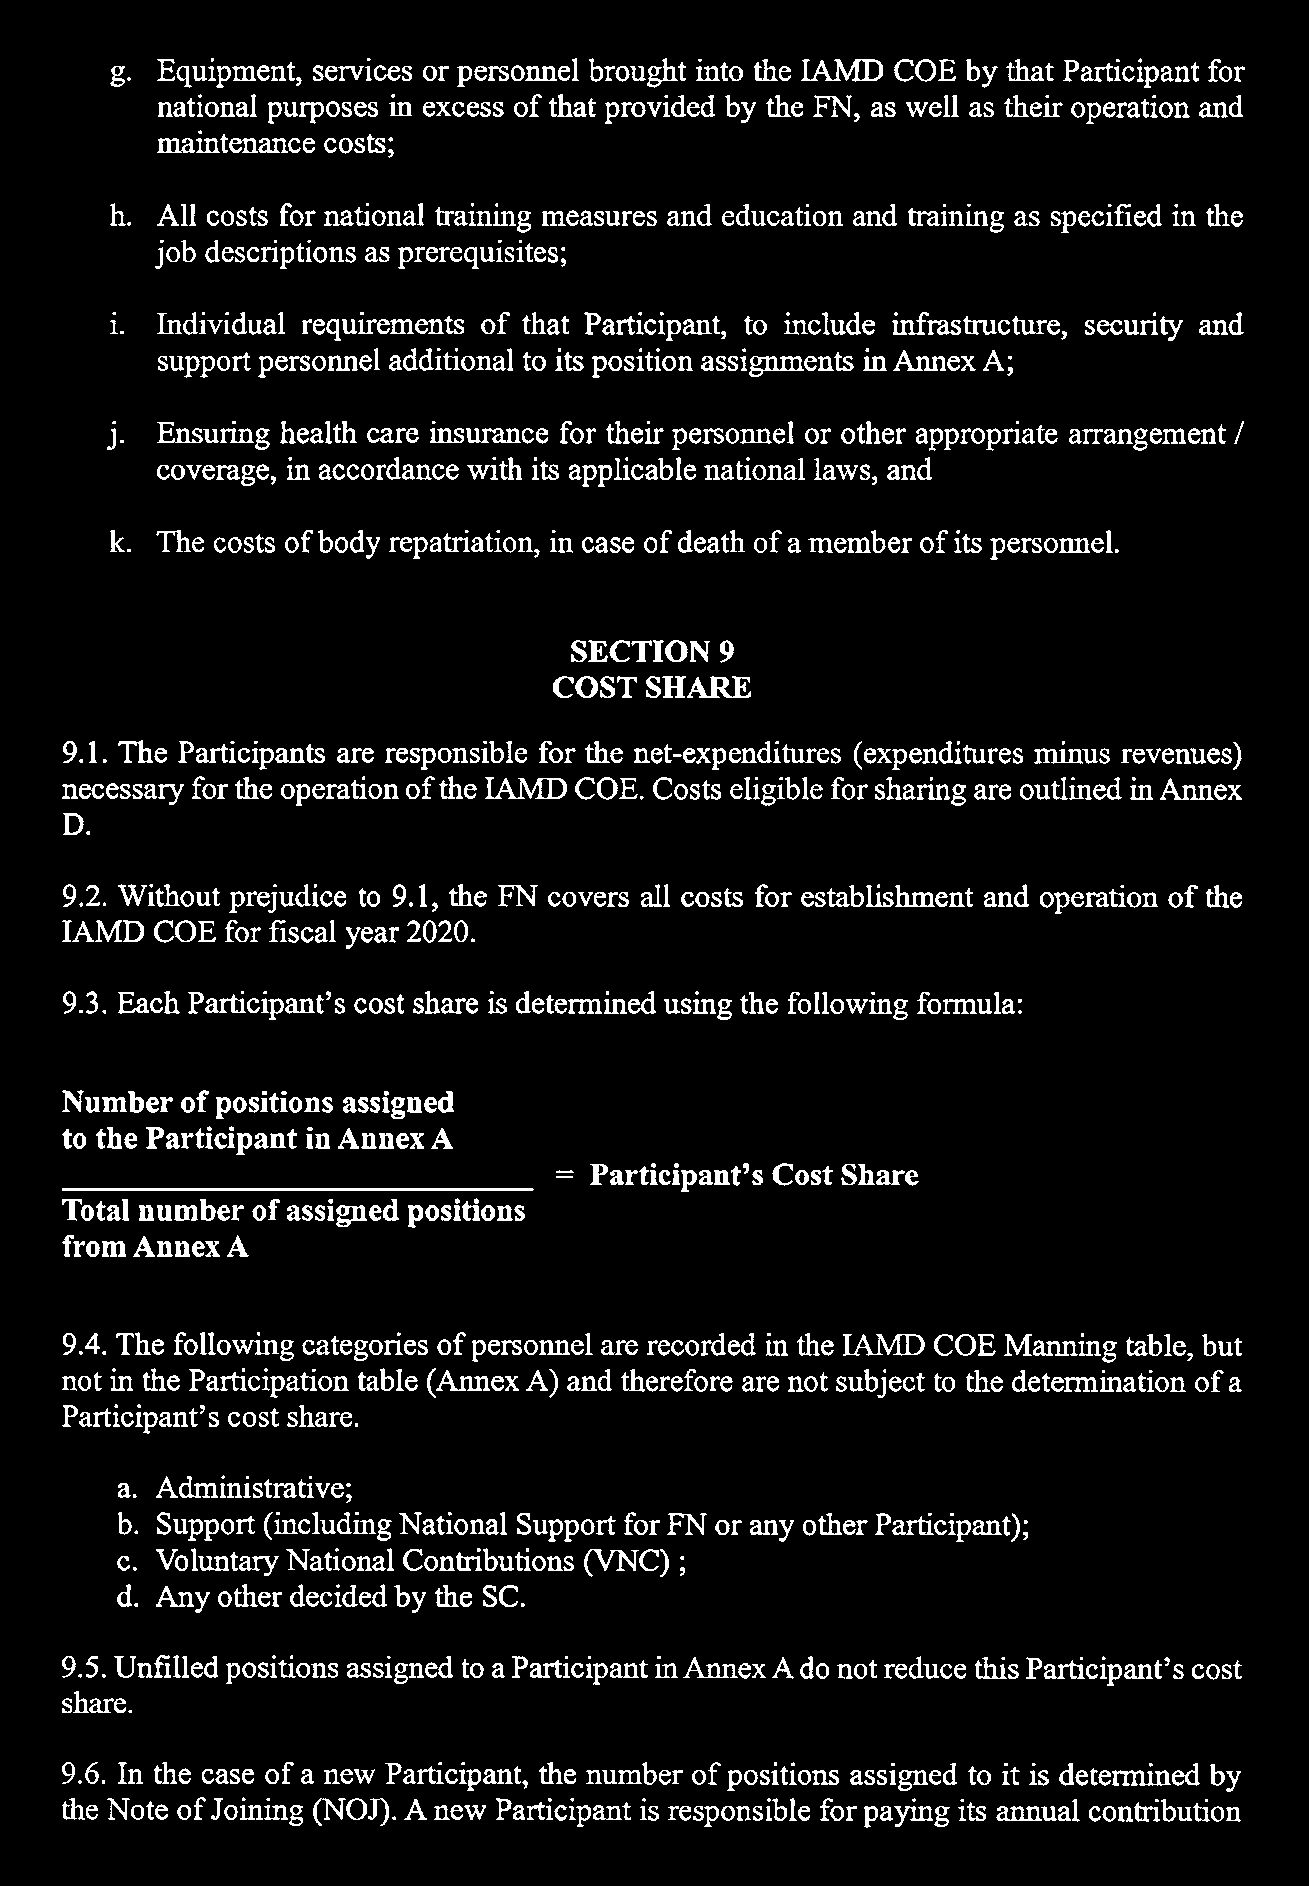 g. Equipment, services or personnel brought into the IAMD COE by that Participant for
national purposes in excess of that provided by the FN, as well as their operation and
maintenance costs;
h. All costs for national training measures and education and training as specified in the
job descriptions as prerequisites;
i. Individual requirements of that Participant, to include infrastructure, security and
support personnel additional to its position assignments in Annex A;
j. Ensuring health care insurance for their personnel or other appropriate arrangement /
coverage, in accordance with its applicable national laws, and
k. The costs of body repatriation, in case of death of a member of its personnel.
SECTION 9
COST SHARE
9.1. The Participants are responsible for the net-expenditures (expenditures minus revenues)
necessary for the operation of the IAMD COE. Costs eligible for sharing are outlined in Annex
D.
9.2. Without prejudice to 9.1, the FN covers all costs for establishment and operation of the
IAMD COE for fiscal year 2020.
9.3. Each Participant's cost share is determined using the following formula:
Number of positions assigned
to the Participant in Annex A
= Participant's Cost Share
Total number of assigned positions
from Annex A
9.4. The following categories of personnel are recorded in the IAMD COE Manning table, but
not in the Participation table (Annex A) and therefore are not subject to the determination of a
Participant's cost share.
a. Administrative;
b. Support (including National Support for FN or any other Participant);
c. Voluntary National Contributions (VNC) ;
d. Any other decided by the SC.
9.5. Unfilled positions assigned to a Participant in Annex A do not reduce this Participant's cost
share.
9.6. In the case of a new Participant, the number of positions assigned to it is determined by
the Note of Joining (NOJ). A new Participant is responsible for paying its annual contribution